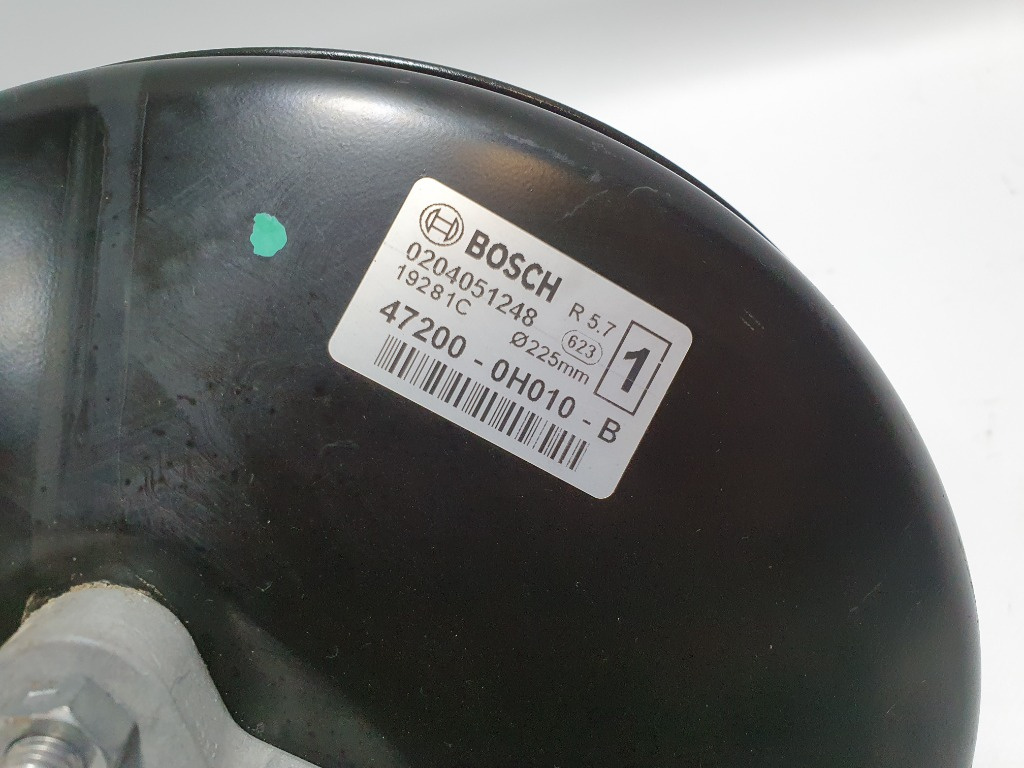 BOSCH R 5.7
0204051248 623 1
19281C Ø225mm
47200 - 0H010 - B